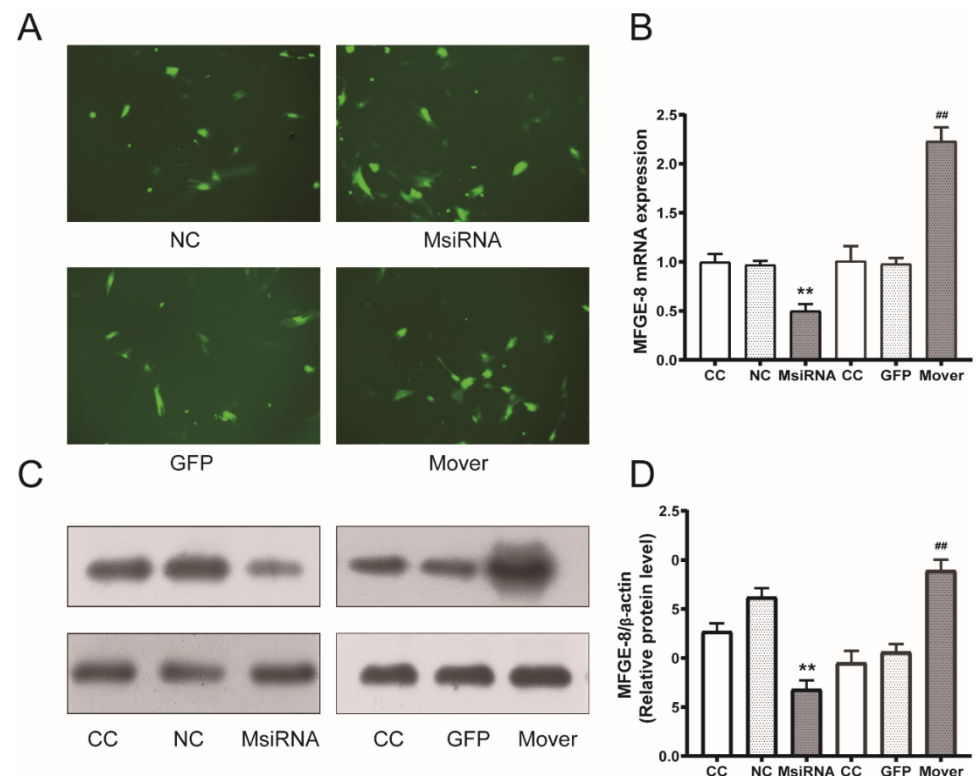 A
NC
MsiRNA
GFP
Mover
B
MFGE-8 mRNA expression
2.5
2.0
1.5
1.0
0.5
0.0
**
##
CC NC MsiRNA CC GFP Mover
C
CC NC MsiRNA
CC GFP Mover
D
MFGE-8/β-actin
(Relative protein level)
2.5
0
5
0
5
0.0
**
##
CC NC MsiRNA CC GFP Mover